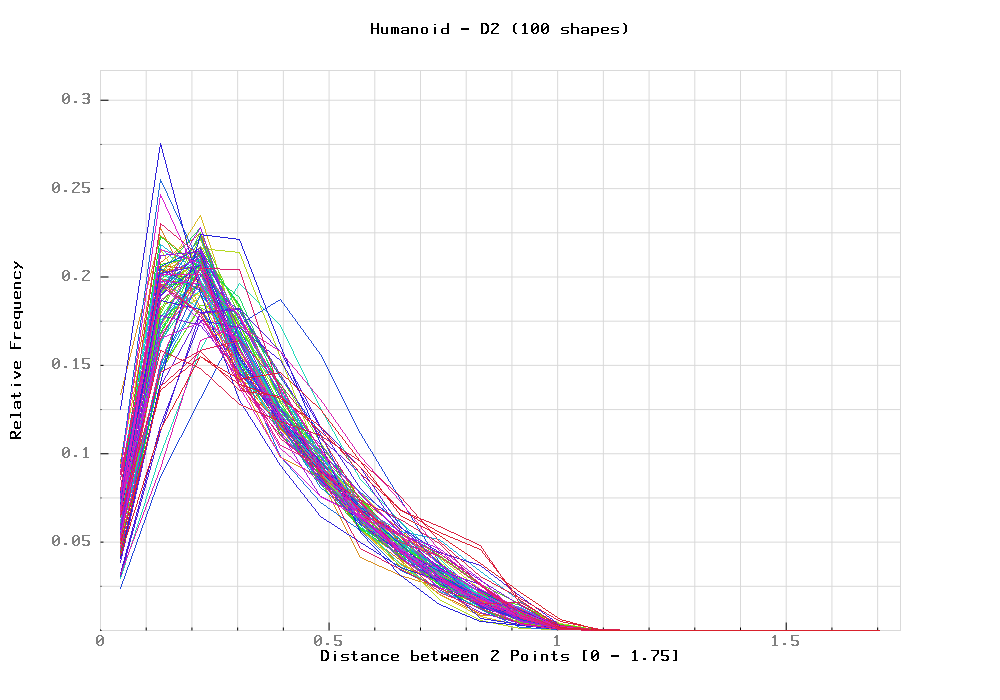 Humanoid - D2 (100 shapes)
0.3
0.25
0.2
0.15
0.1
0.05
Relative Frequency
0 0.5 1 1.5
Distance between 2 Points [0 - 1.75]